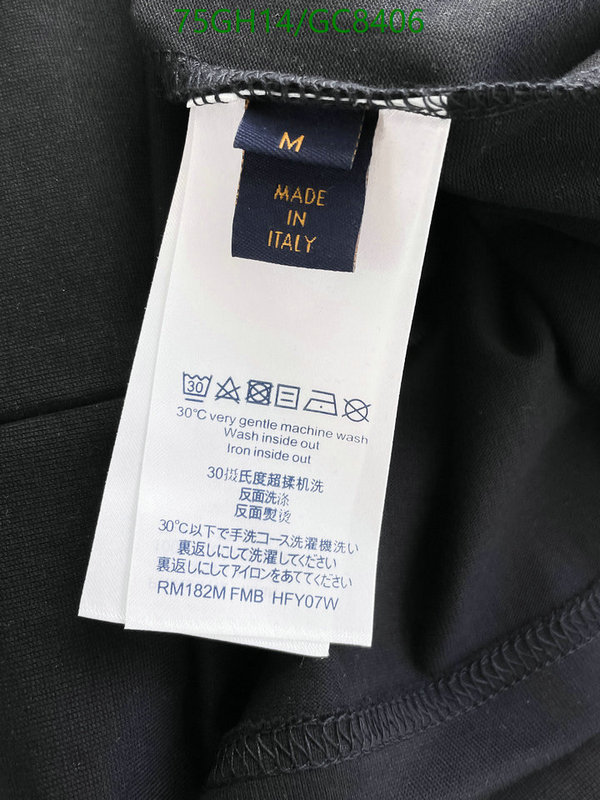 75GH14/GC8406
M
MADE
IN
ITALY
30
30°C very gentle machine wash
Wash inside out
Iron inside out
30摄氏度超揉机洗
反面洗涤
反面熨烫
30°C以下で手洗コース洗濯機洗い
裏返しにして洗濯してください
裏返しにしてアイロンをあててください
RM182M FMB HFY07W